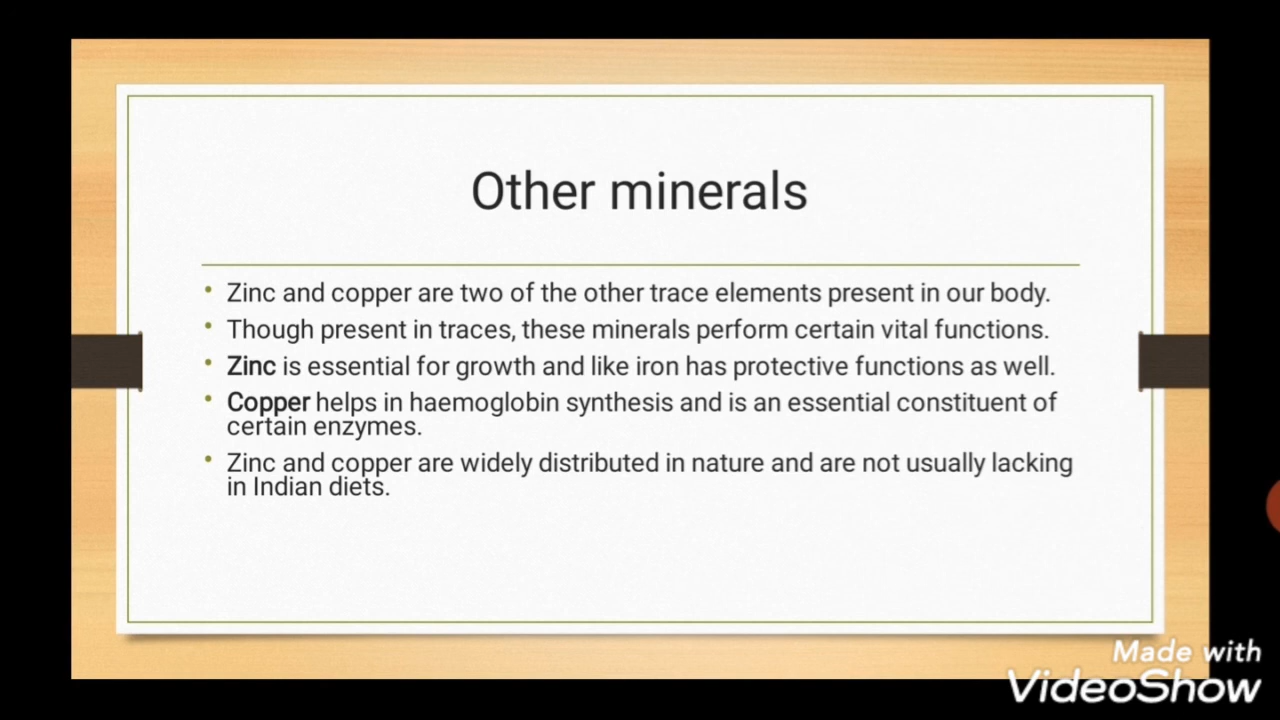 Other minerals
• Zinc and copper are two of the other trace elements present in our body.
• Though present in traces, these minerals perform certain vital functions.
• Zinc is essential for growth and like iron has protective functions as well.
• Copper helps in haemoglobin synthesis and is an essential constituent of
certain enzymes.
• Zinc and copper are widely distributed in nature and are not usually lacking
in Indian diets.
Made with
VideoShow